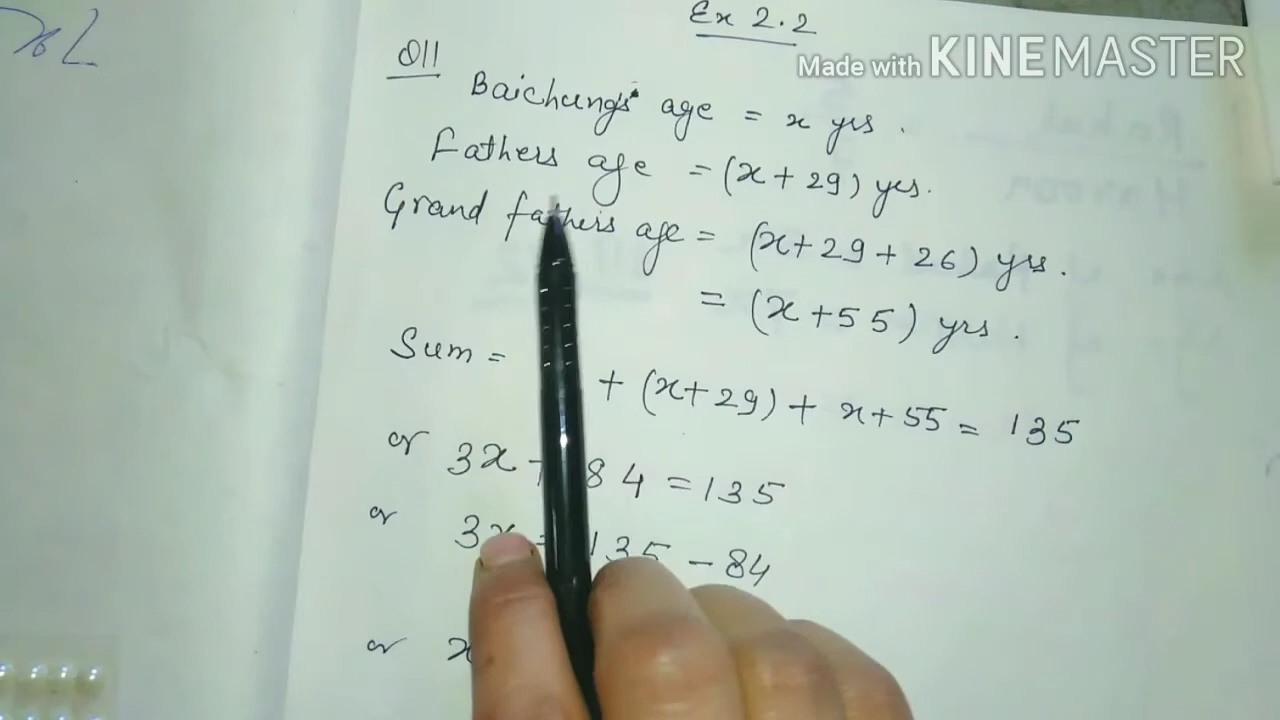 Ex 2.2
Made with KINEMASTER
Q11
Baichung's age = x yrs.
Fathers age = (x + 29) yrs.
Grand fathers age = (x + 29 + 26) yrs.
= (x + 55) yrs.
Sum = + (x + 29) + x + 55 = 135
or 3x + 84 = 135
or 3x = 135 - 84
or x